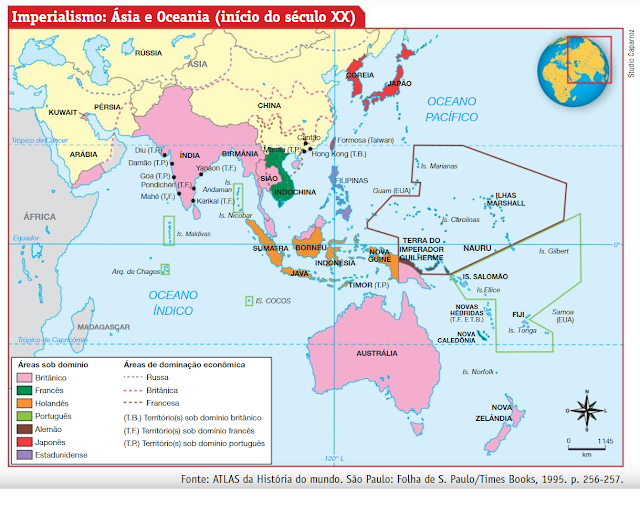 Imperialismo: Ásia e Oceania (início do século XX)
Studio Caparroz
RÚSSIA
ÁSIA
COREIA
JAPÃO
KUWAIT
PÉRSIA
CHINA
OCEANO
PACÍFICO
Trópico de Câncer
Cantão
Formosa (Taiwan)
Macau (T.P.)
Hong Kong (T.B.)
ARÁBIA
Diu (T.P.)
Damão (T.P.)
ÍNDIA
BIRMÂNIA
Goa (T.P.)
Yanaon (T.F.)
Pondichéri (T.F.)
Mahé (T.F.)
Karikal (T.F.)
Andaman
Is.
Is. Nicobar
SIÃO
INDOCHINA
FILIPINAS
Is. Marianas
Guam (EUA)
ILHAS
MARSHALL
Is. Carolinas
ÁFRICA
Equador
0°
Is. Maldivas
SUMATRA
BORNÉU
INDONÉSIA
JAVA
NOVA
GUINÉ
TERRA DO
IMPERADOR
GUILHERME
NAURU
Is. Gilbert
Arq. de Chagos
TIMOR (T.P.)
IS. SALOMÃO
Is.Ellice
OCEANO
ÍNDICO
IS. COCOS
NOVAS
HÉBRIDAS
(T.F. E T.B.)
FIJI
Samoa
(EUA)
Is. Tonga
NOVA
CALEDÔNIA
MADAGASCAR
Trópico de Capricórnio
AUSTRÁLIA
Is. Norfolk
NOVA
ZELÂNDIA
Áreas sob domínio
Britânico
Francês
Holandês
Português
Alemão
Japonês
Estadunidense
Áreas de dominação econômica
Russa
Britânica
Francesa
(T.B.) Território(s) sob domínio britânico
(T.F.) Território(s) sob domínio francês
(T.P.) Território(s) sob domínio português
120° L
0 1 145
km
Fonte: ATLAS da História do mundo. São Paulo: Folha de S. Paulo/Times Books, 1995. p. 256-257.